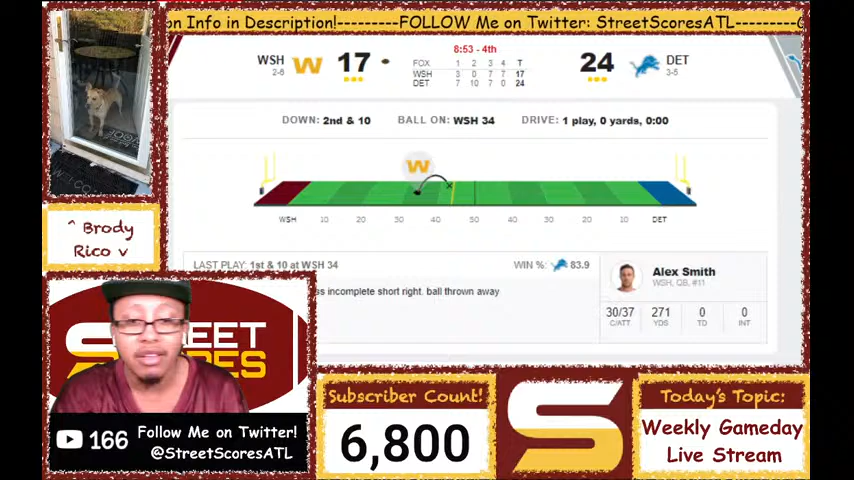 on Info in Description!---------FOLLOW Me on Twitter: StreetScoresATL---------
WSH
2-6
W
17
8:53 - 4th
FOX 1 2 3 4 T
WSH 3 0 7 7 17
DET 7 10 7 0 24
24
DET
3-5
DOWN: 2nd & 10 BALL ON: WSH 34 DRIVE: 1 play, 0 yards, 0:00
W
WSH 10 20 30 40 50 40 30 20 10 DET
LAST PLAY: 1st & 10 at WSH 34
WIN %: 83.9
ss incomplete short right. ball thrown away
Alex Smith
WSH, QB, #11
30/37 271 0 0
C/ATT YDS TD INT
^ Brody
Rico v
STREET
166
Follow Me on Twitter!
@StreetScoresATL
Subscriber Count!
6,800
S
Today's Topic:
Weekly Gameday
Live Stream